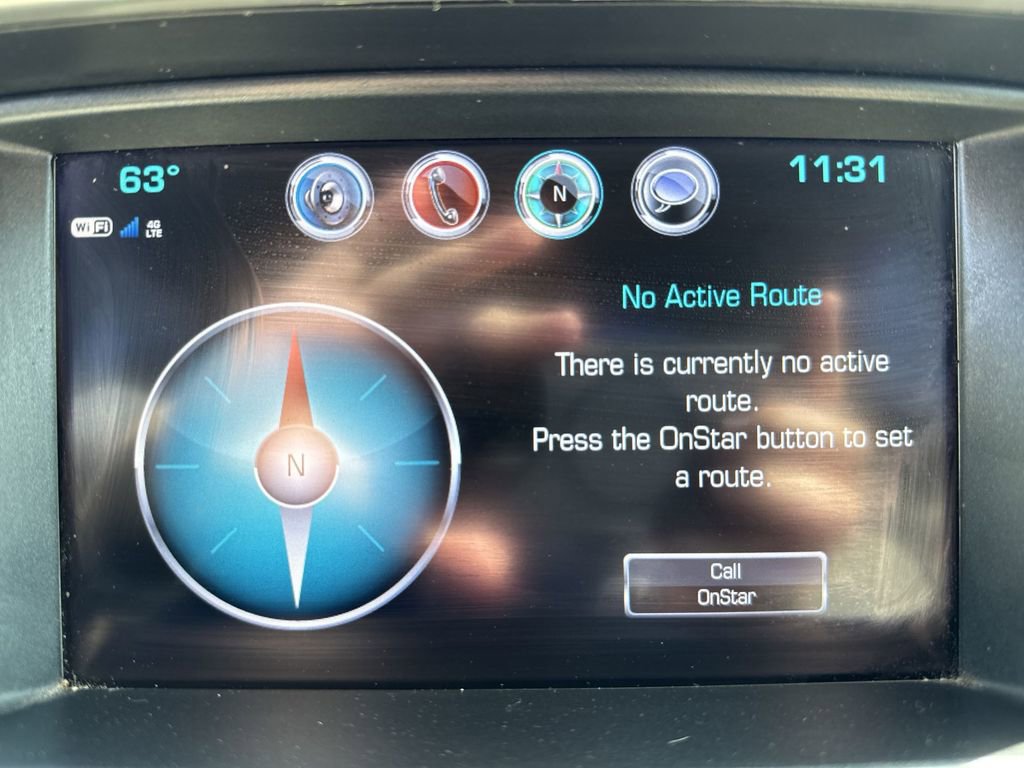 63°
11:31
WiFi
4G
LTE
N
No Active Route
There is currently no active
route.
Press the OnStar button to set
a route.
N
Call
OnStar